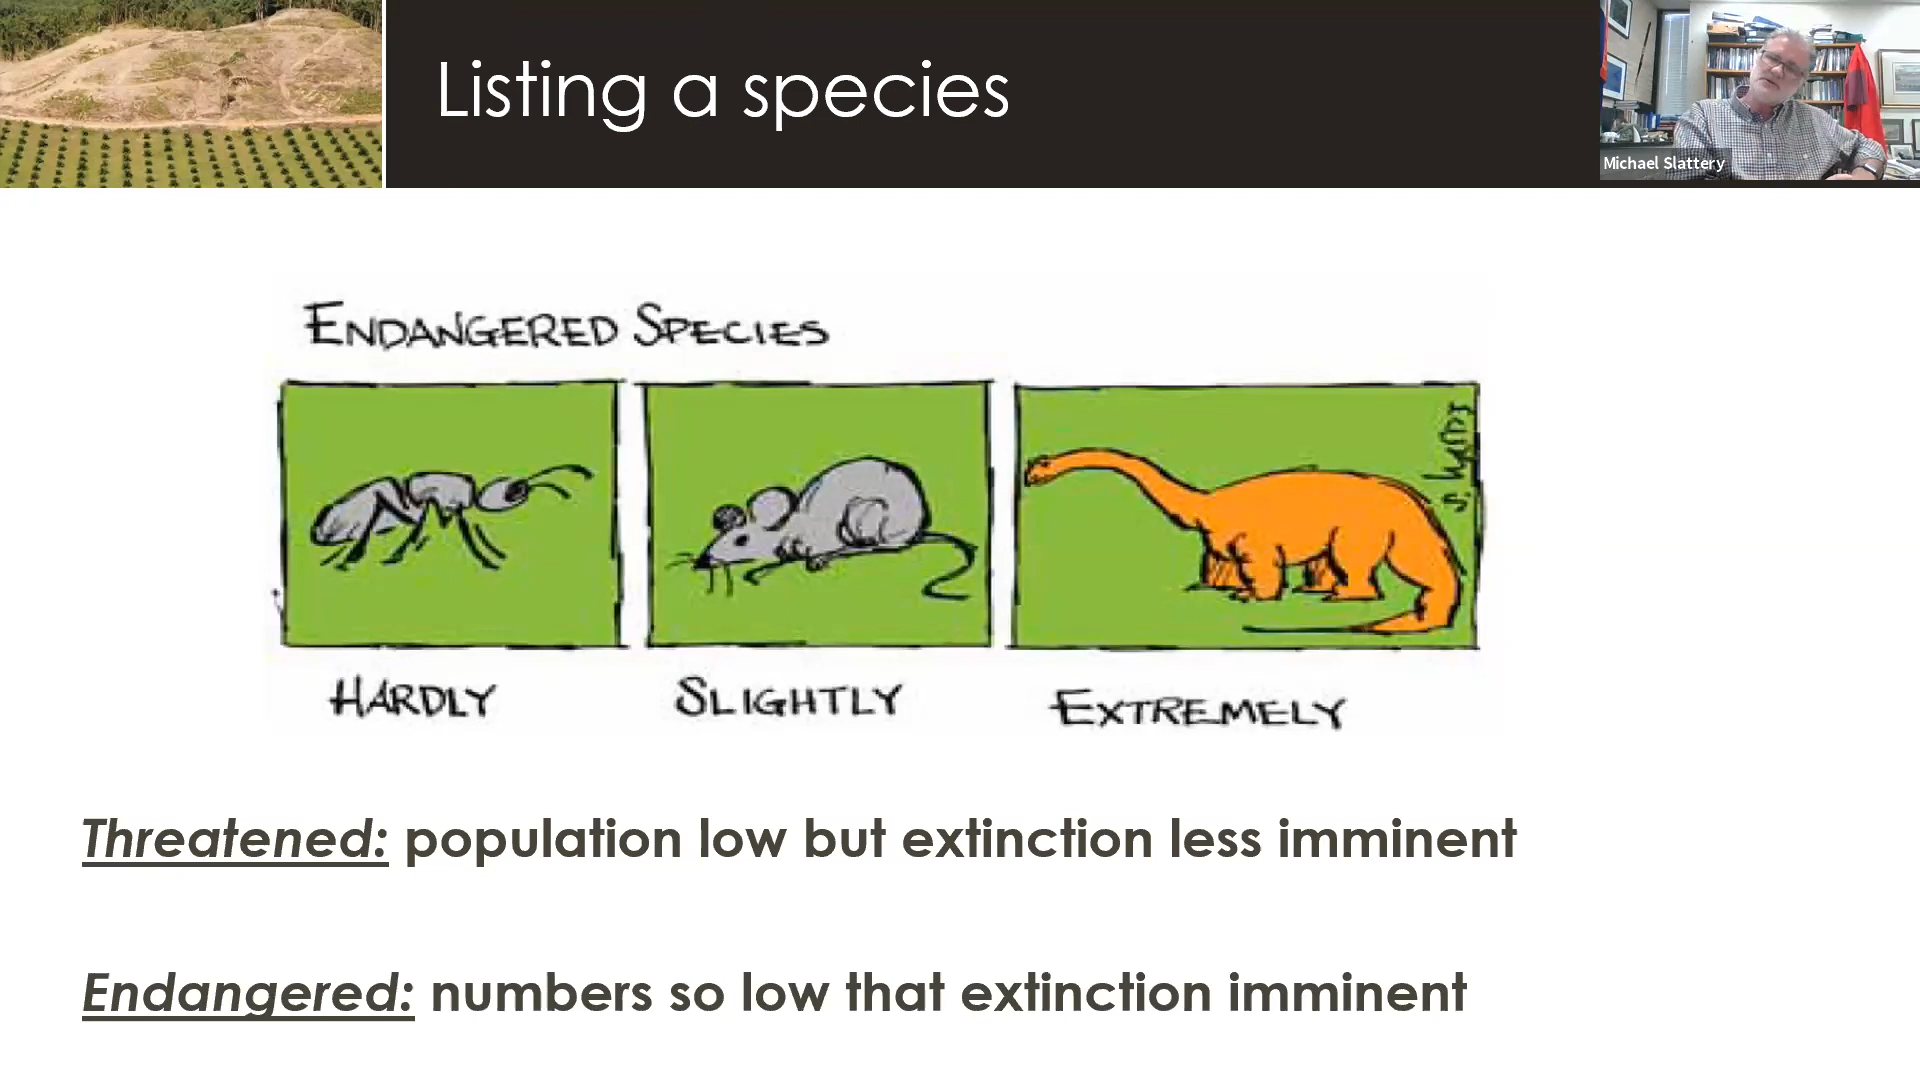 Listing a species
Michael Slattery
ENDANGERED SPECIES
HARDLY
SLIGHTLY
EXTREMELY
Threatened: population low but extinction less imminent
Endangered: numbers so low that extinction imminent